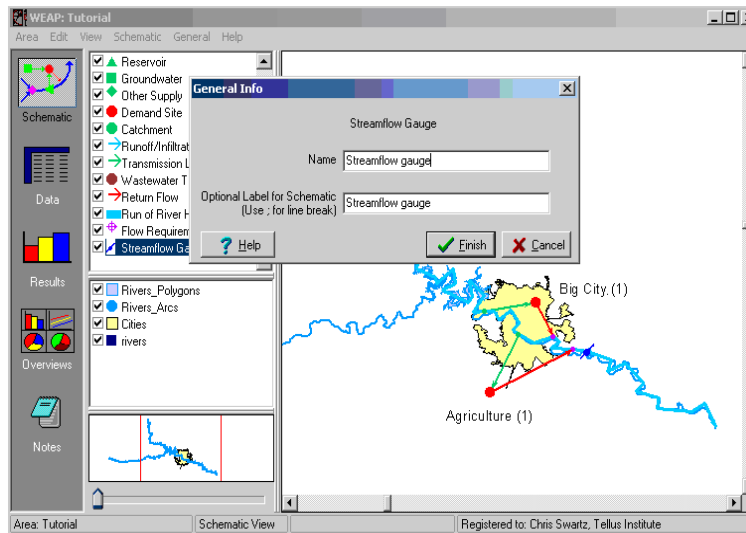 WEAP: Tutorial
Area Edit View Schematic General Help
Schematic
Data
Results
Overviews
Notes
Reservoir
Groundwater
Other Supply
Demand Site
Catchment
Runoff/Infiltrat
Transmission L
Wastewater T
Return Flow
Run of River H
Flow Requirem
Streamflow Ga
Rivers_Polygons
Rivers_Arcs
Cities
rivers
General Info
Streamflow Gauge
Name Streamflow gauge
Optional Label for Schematic
(Use ; for line break) Streamflow gauge
? Help Finish Cancel
Big City.(1)
Agriculture (1)
Area: Tutorial Schematic View Registered to: Chris Swartz, Tellus Institute